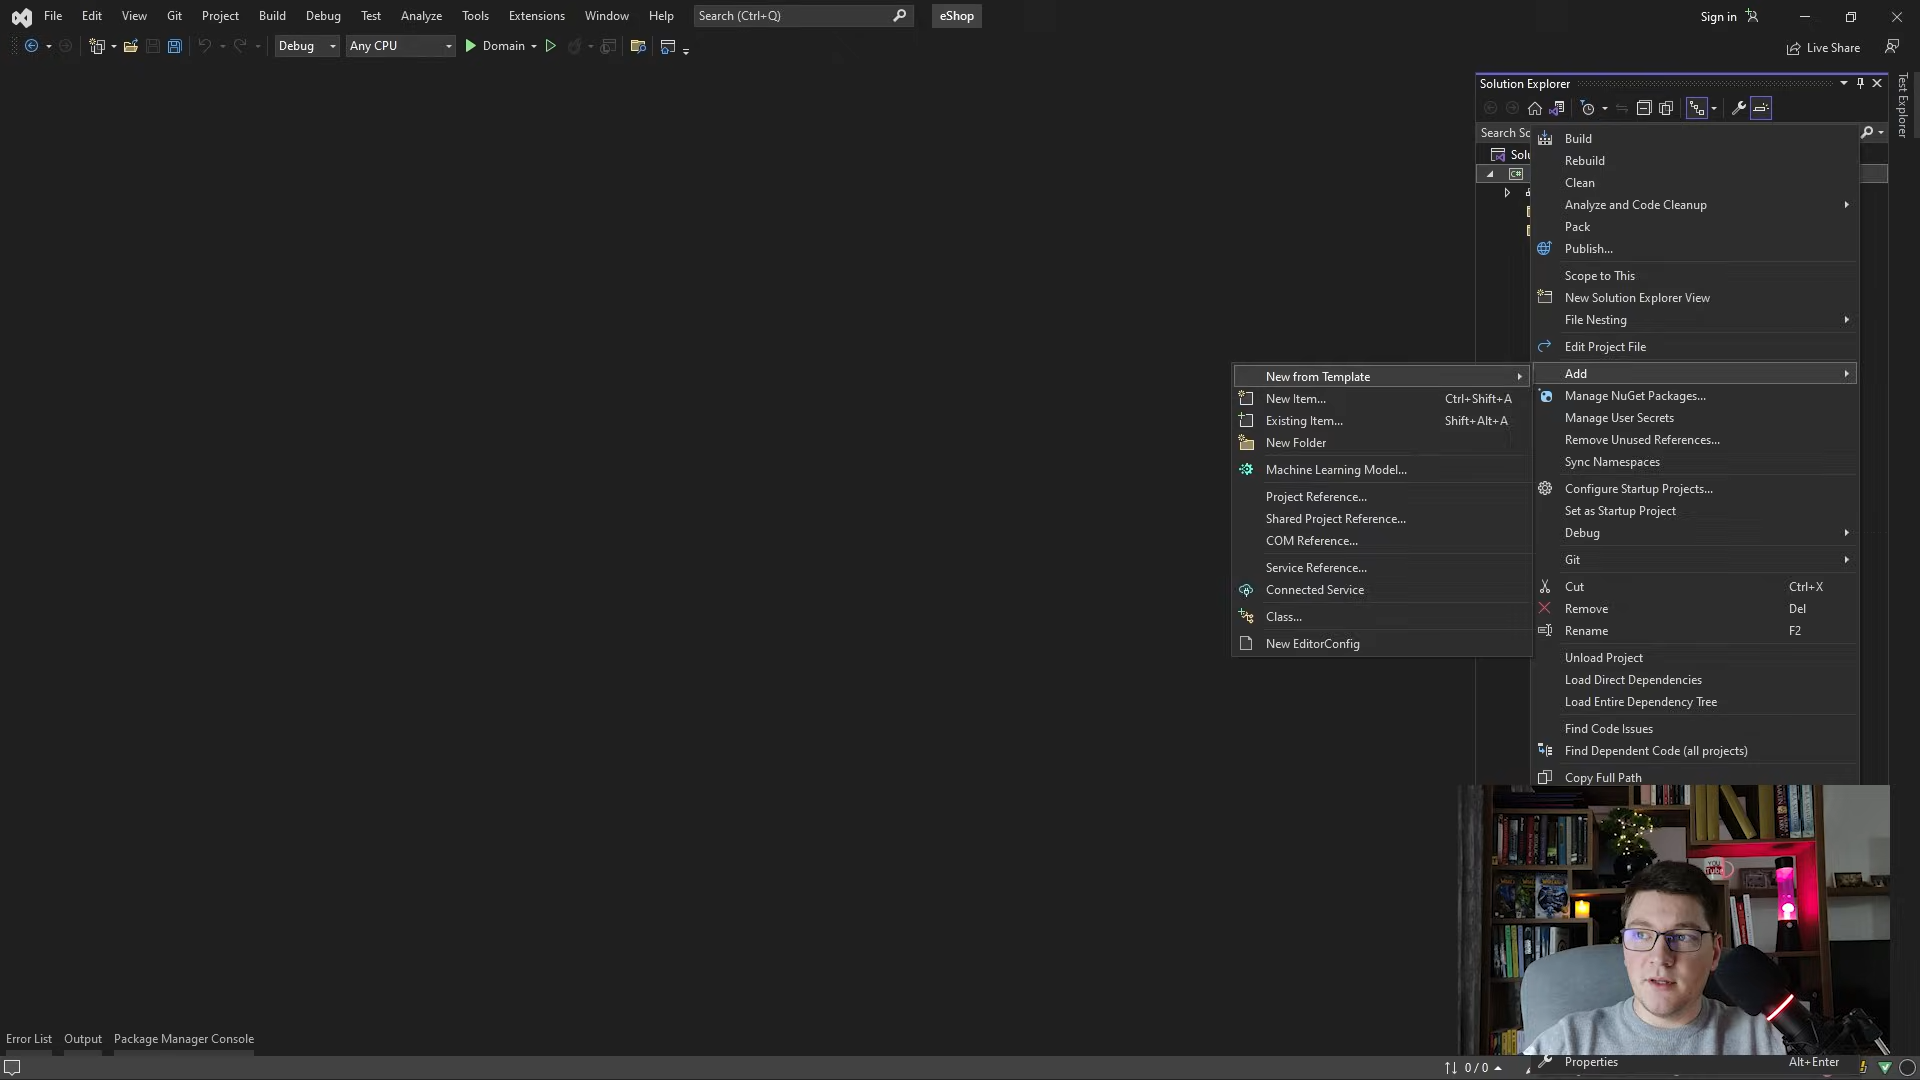 File Edit View Git Project Build Debug Test Analyze Tools Extensions Window Help Search (Ctrl+Q) eShop Sign in
Debug Any CPU Domain Live Share
Solution Explorer
Test Explorer
Search So
Solu
Build
Rebuild
Clean
Analyze and Code Cleanup
Pack
Publish...
Scope to This
New Solution Explorer View
File Nesting
Edit Project File
Add
Manage NuGet Packages...
Manage User Secrets
Remove Unused References...
Sync Namespaces
Configure Startup Projects...
Set as Startup Project
Debug
Git
Cut Ctrl+X
Remove Del
Rename F2
Unload Project
Load Direct Dependencies
Load Entire Dependency Tree
Find Code Issues
Find Dependent Code (all projects)
Copy Full Path
Properties Alt+Enter
New from Template
New Item... Ctrl+Shift+A
Existing Item... Shift+Alt+A
New Folder
Machine Learning Model...
Project Reference...
Shared Project Reference...
COM Reference...
Service Reference...
Connected Service
Class...
New EditorConfig
YOU
Tube
Error List Output Package Manager Console
0 / 0